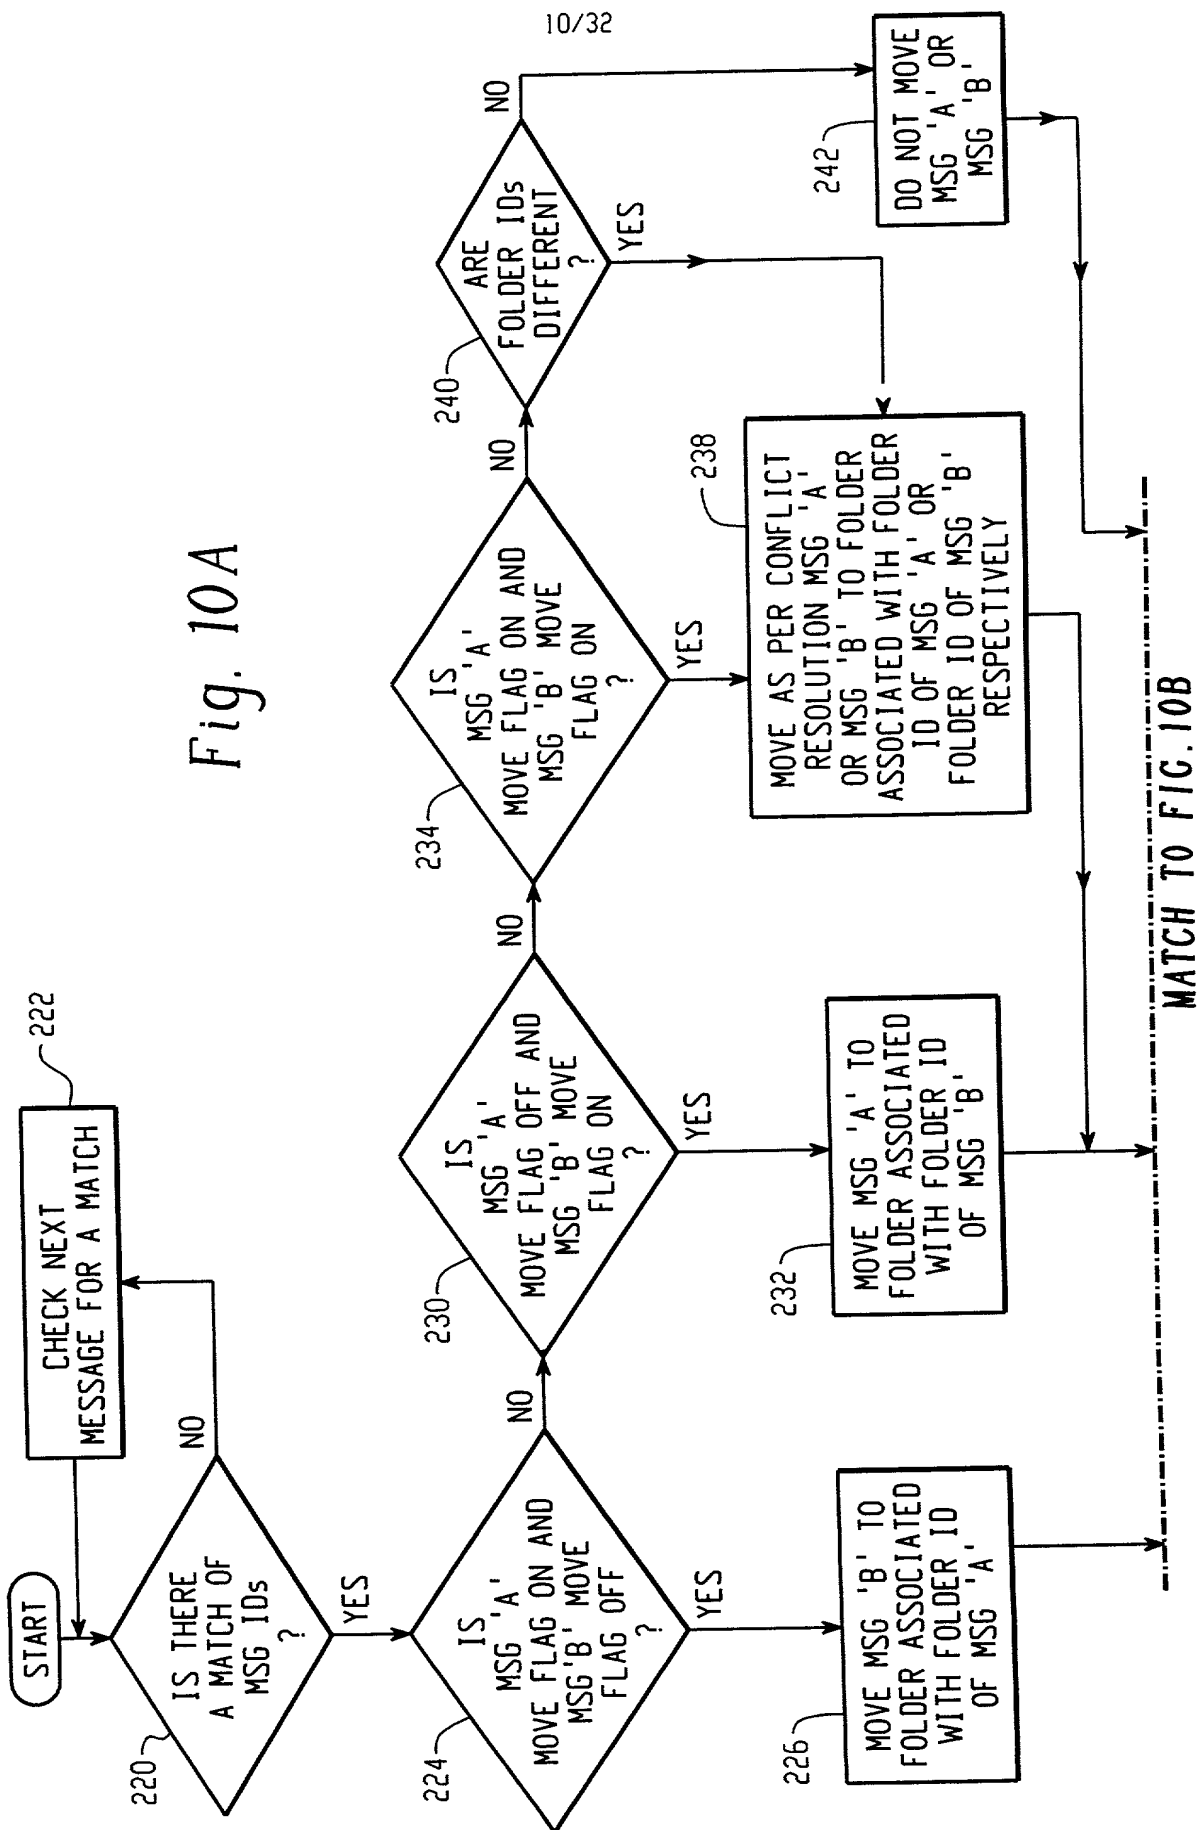 10/32
Fig. 10A
START
CHECK NEXT
MESSAGE FOR A MATCH
222
IS THERE
A MATCH OF
MSG IDs
?
220
NO
YES
IS
MSG 'A'
MOVE FLAG ON AND
MSG'B' MOVE
FLAG OFF
?
224
NO
YES
MOVE MSG 'B' TO
FOLDER ASSOCIATED
WITH FOLDER ID
OF MSG 'A'
226
IS
MSG 'A'
MOVE FLAG OFF AND
MSG 'B' MOVE
FLAG ON
?
230
NO
YES
MOVE MSG 'A' TO
FOLDER ASSOCIATED
WITH FOLDER ID
OF MSG 'B'
232
IS
MSG 'A'
MOVE FLAG ON AND
MSG 'B' MOVE
FLAG ON
?
234
NO
YES
MOVE AS PER CONFLICT
RESOLUTION MSG 'A'
OR MSG 'B' TO FOLDER
ASSOCIATED WITH FOLDER
ID OF MSG 'A' OR
FOLDER ID OF MSG 'B'
RESPECTIVELY
238
ARE
FOLDER IDs
DIFFERENT
?
240
NO
YES
DO NOT MOVE
MSG 'A' OR
MSG 'B'
242
MATCH TO FIG. 10B